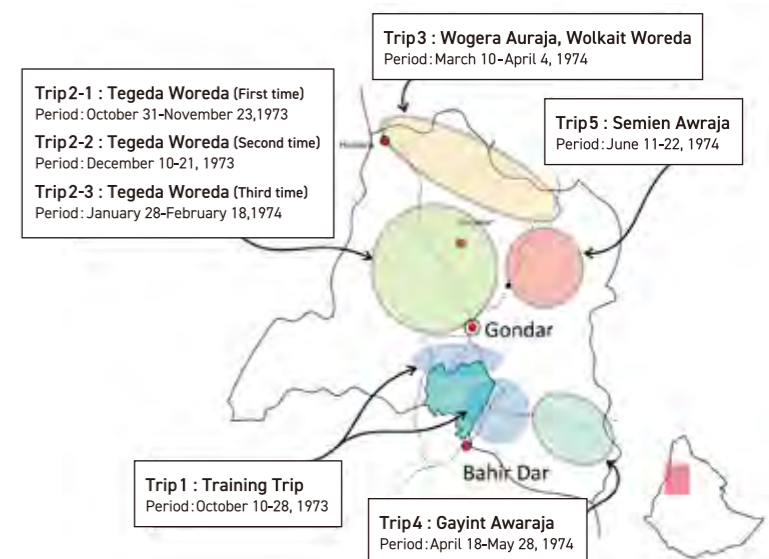 Trip3 : Wogera Auraja, Wolkait Woreda
Period : March 10-April 4, 1974
Trip2-1 : Tegeda Woreda (First time)
Period : October 31-November 23,1973
Trip2-2 : Tegeda Woreda (Second time)
Period : December 10-21, 1973
Trip2-3 : Tegeda Woreda (Third time)
Period : January 28-February 18,1974
Trip5 : Semien Awraja
Period : June 11-22, 1974
Gondar
Bahir Dar
Trip1 : Training Trip
Period : October 10-28, 1973
Trip4 : Gayint Awaraja
Period : April 18-May 28, 1974